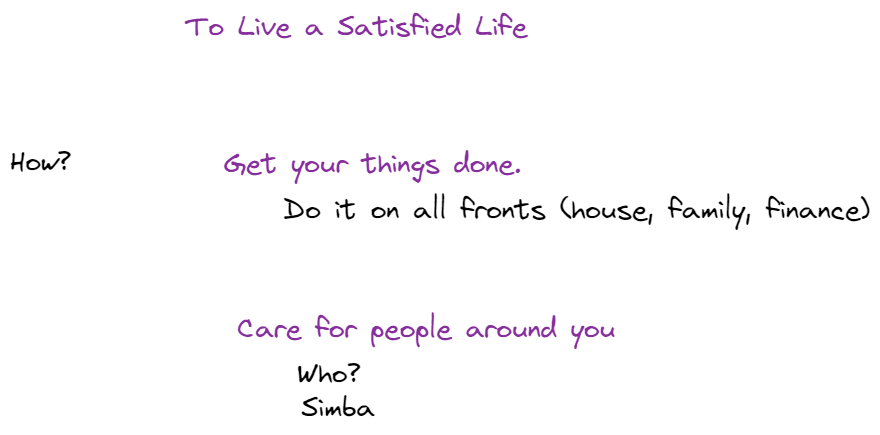 To Live a Satisfied Life
How? Get your things done.
Do it on all fronts (house, family, finance)
Care for people around you
Who?
Simba